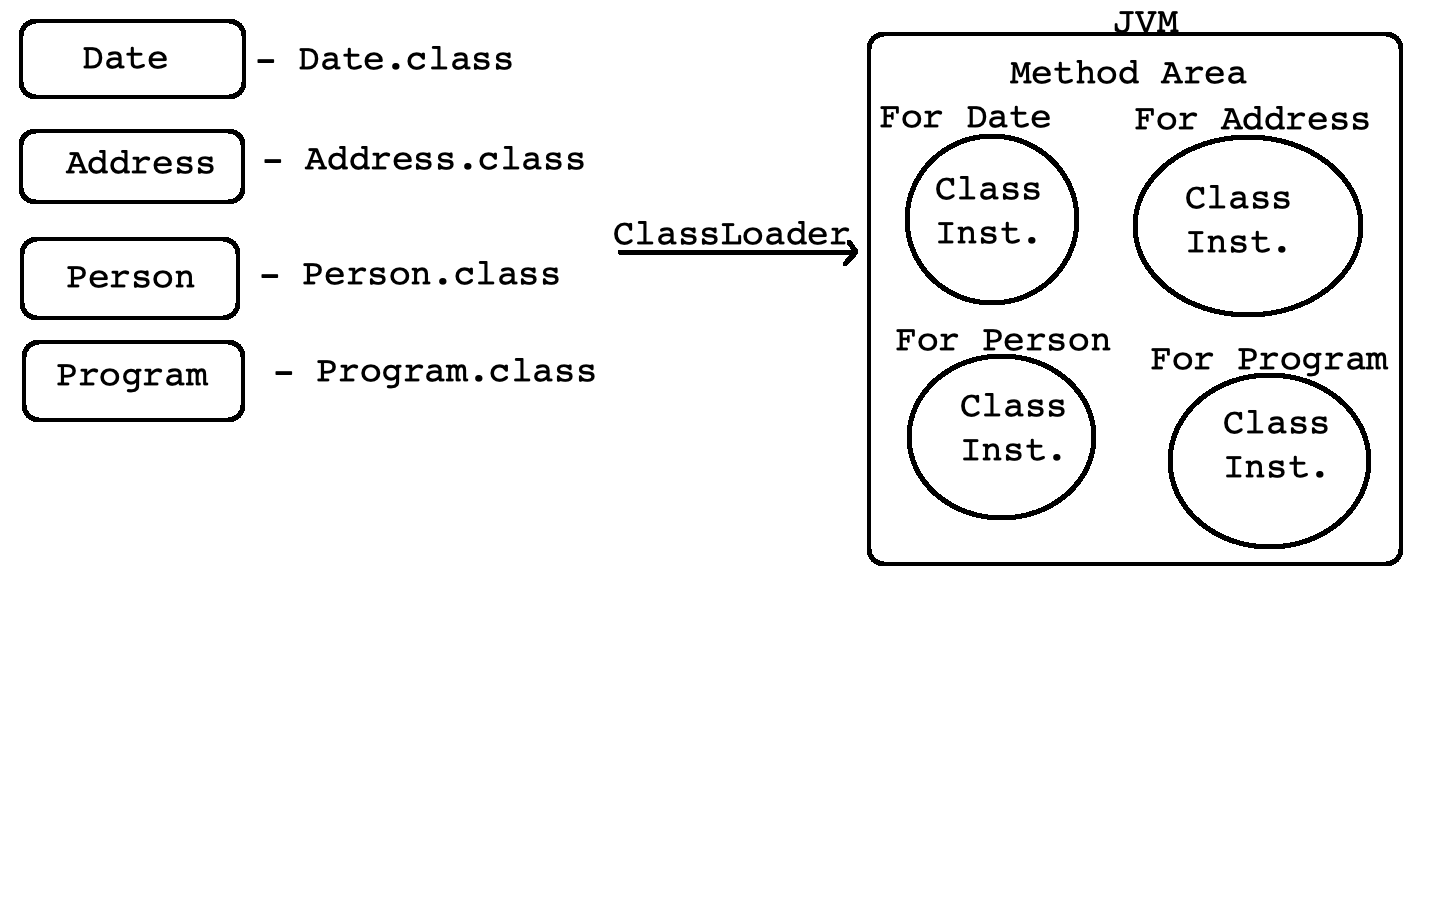 Date - Date.class
Address - Address.class
Person - Person.class
Program - Program.class
ClassLoader
JVM
Method Area
For Date
Class
Inst.
For Address
Class
Inst.
For Person
Class
Inst.
For Program
Class
Inst.